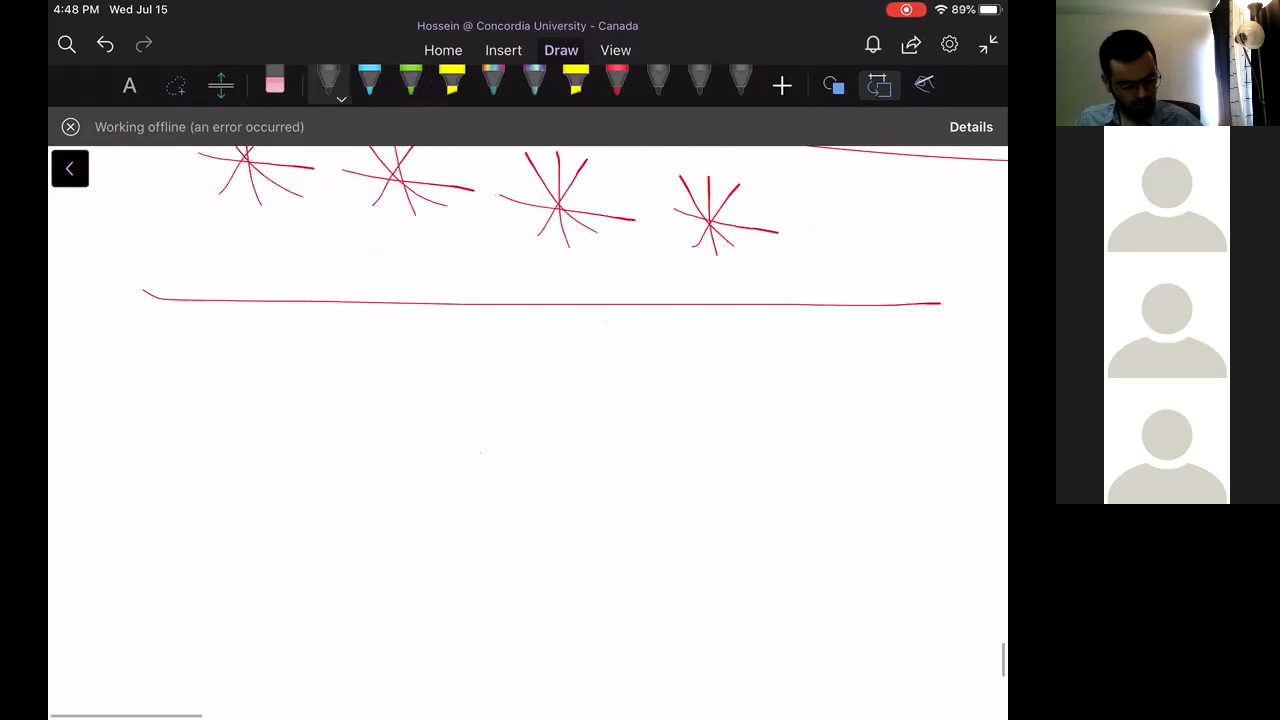 4:48 PM Wed Jul 15
89%
Hossein @ Concordia University - Canada
Home Insert Draw View
A
Working offline (an error occurred) Details